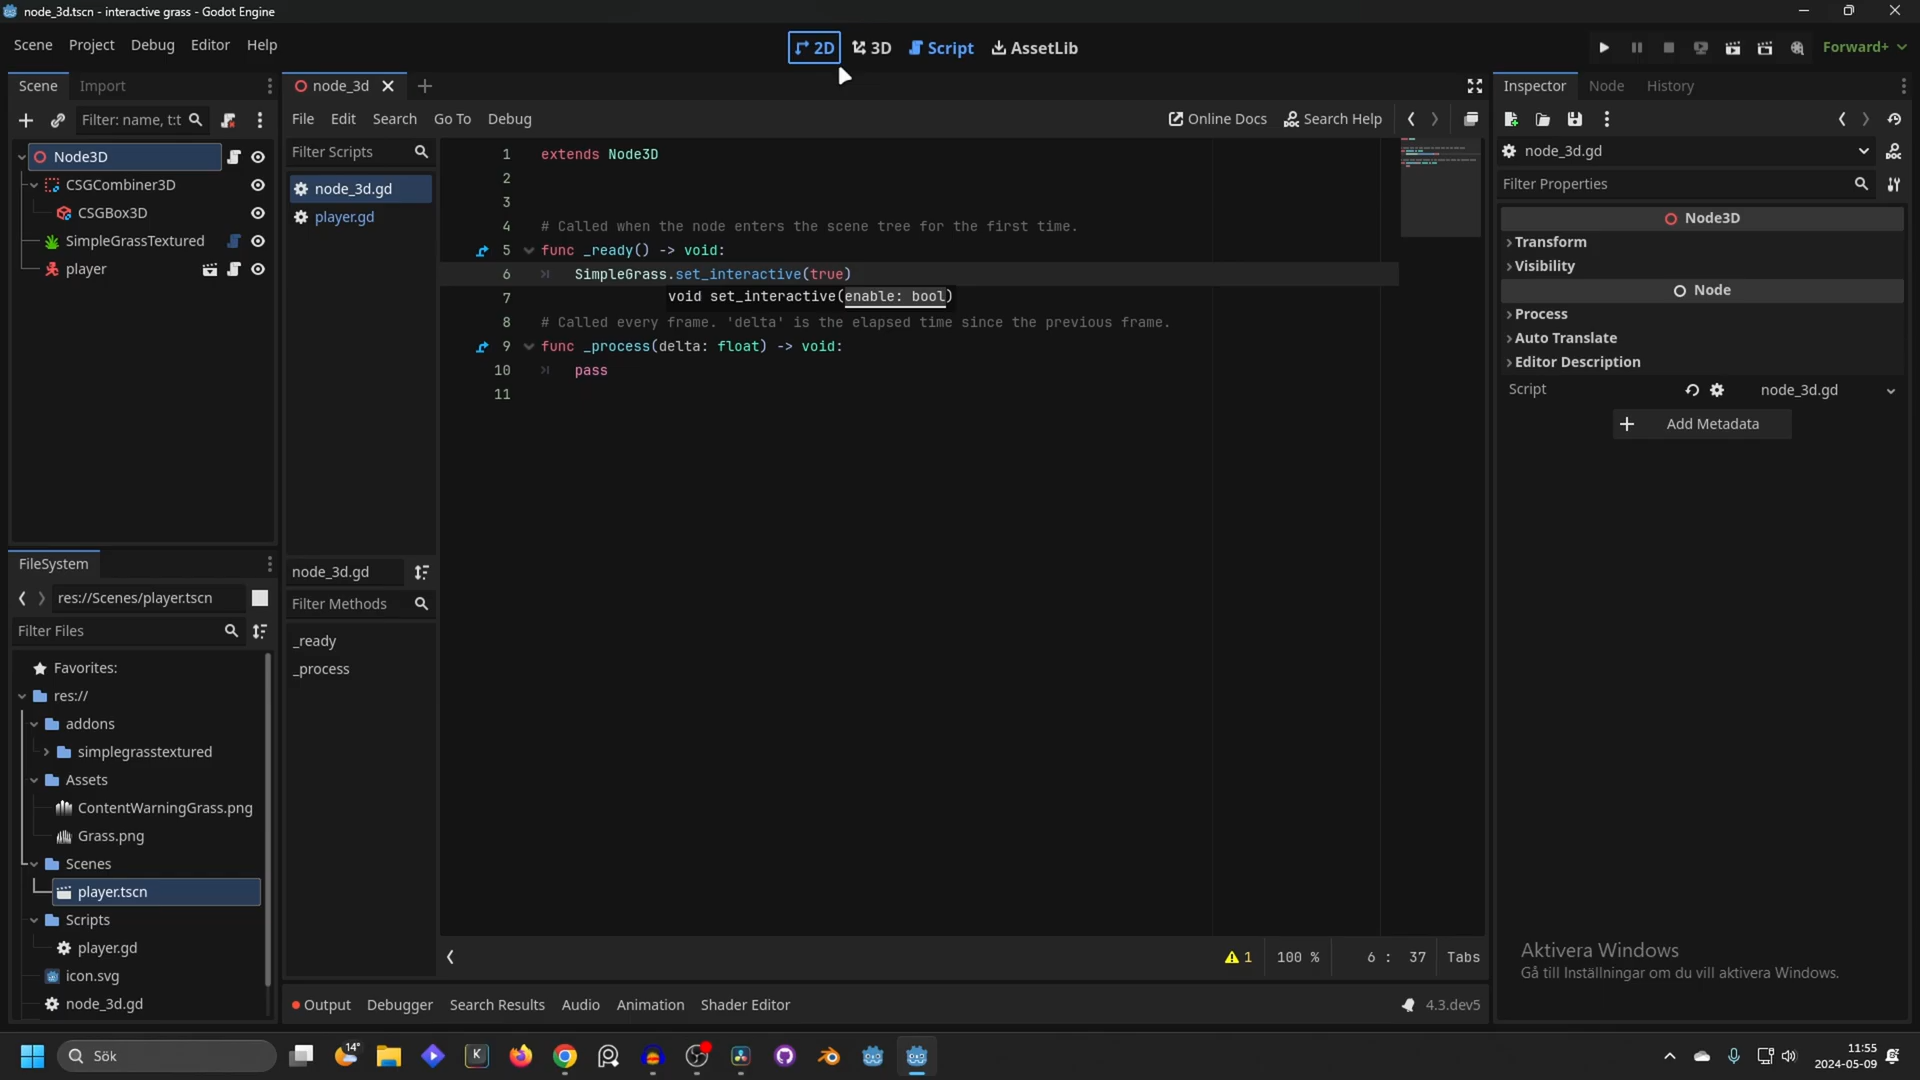 node_3d.tscn - interactive grass - Godot Engine
Scene Project Debug Editor Help
2D 3D Script AssetLib
Forward+
Scene Import
Filter: name, t:t
Node3D
CSGCombiner3D
CSGBox3D
SimpleGrassTextured
player
FileSystem
res://Scenes/player.tscn
Filter Files
Favorites:
res://
addons
simplegrasstextured
Assets
ContentWarningGrass.png
Grass.png
Scenes
player.tscn
Scripts
player.gd
icon.svg
node_3d.gd
node_3d
File Edit Search Go To Debug
Online Docs Search Help
Filter Scripts
node_3d.gd
player.gd
node_3d.gd
Filter Methods
_ready
_process
1 extends Node3D
2
3
4 # Called when the node enters the scene tree for the first time.
5 func _ready() -> void:
6 SimpleGrass.set_interactive(true)
7 void set_interactive(enable: bool)
8 # Called every frame. 'delta' is the elapsed time since the previous frame.
9 func _process(delta: float) -> void:
10 pass
11
1 100 % 6 : 37 Tabs
Output Debugger Search Results Audio Animation Shader Editor
4.3.dev5
Inspector Node History
node_3d.gd
Filter Properties
Node3D
Transform
Visibility
Node
Process
Auto Translate
Editor Description
Script node_3d.gd
Add Metadata
Aktivera Windows
Gå till Inställningar om du vill aktivera Windows.
Sök
14°
K
11:55
2024-05-09